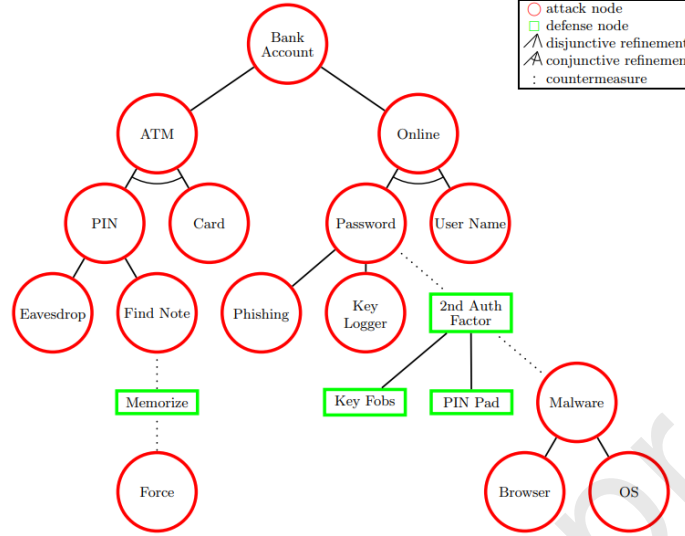 attack node
defense node
disjunctive refinement
conjunctive refinement
: countermeasure
Bank
Account
ATM
Online
PIN
Card
Password
User Name
Eavesdrop
Find Note
Phishing
Key
Logger
2nd Auth
Factor
Memorize
Key Fobs
PIN Pad
Malware
Force
Browser
OS